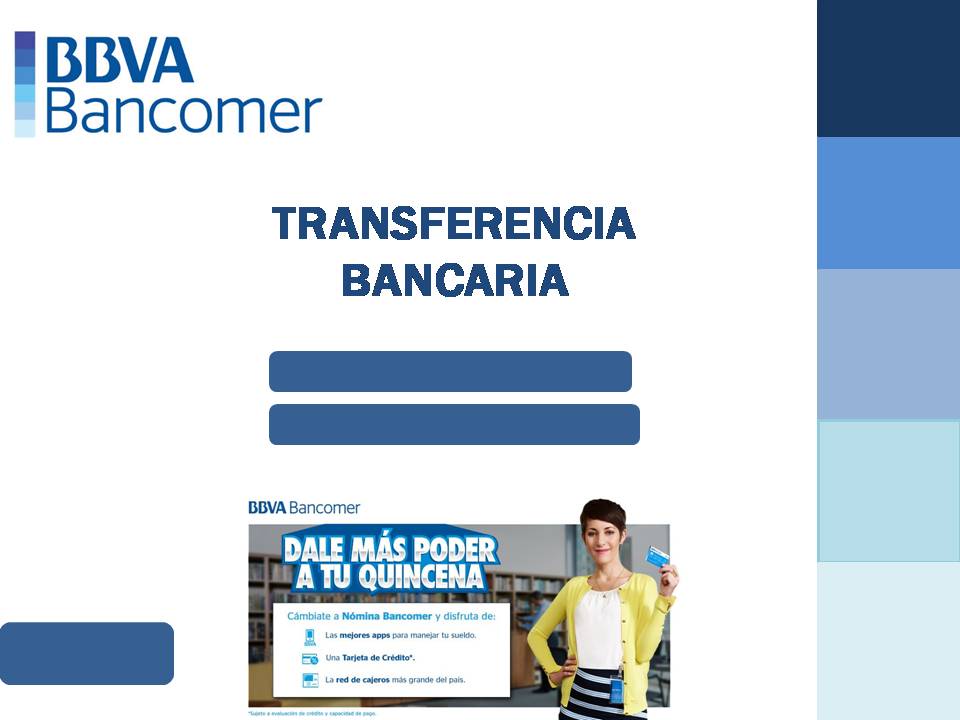 BBVA
Bancomer
TRANSFERENCIA
BANCARIA
BBVA Bancomer
DALE MÁS PODER
A TU QUINCENA
Cámbiate a Nómina Bancomer y disfruta de:
Las mejores apps para manejar tu sueldo.
Una Tarjeta de Crédito*.
La red de cajeros más grande del país.
*Sujeto a evaluación de crédito y capacidad de pago.